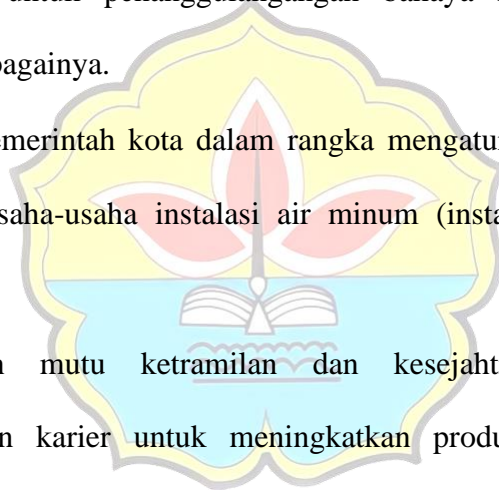 untuk penanggulangangan bahaya
bagainya.
emerintah kota dalam rangka mengatur
saha-usaha instalasi air minum (insta
mutu ketramilan dan kesejaht
n karier untuk meningkatkan produ